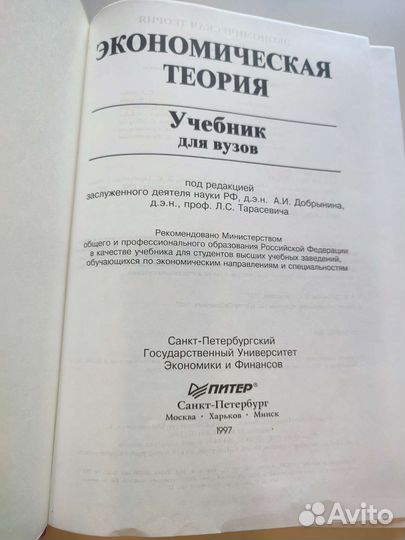 ЭКОНОМИЧЕСКАЯ
ТЕОРИЯ
Учебник
для вузов
под редакцией
заслуженного деятеля науки РФ, д.э.н. А.И. Добрынина,
д.э.н., проф. Л.С. Тарасевича
Рекомендовано Министерством
общего и профессионального образования Российской Федерации
в качестве учебника для студентов высших учебных заведений,
обучающихся по экономическим направлениям и специальностям
Санкт-Петербургский
Государственный Университет
Экономики и Финансов
ПИТЕР®
Санкт-Петербург
Москва · Харьков · Минск
1997
Avito